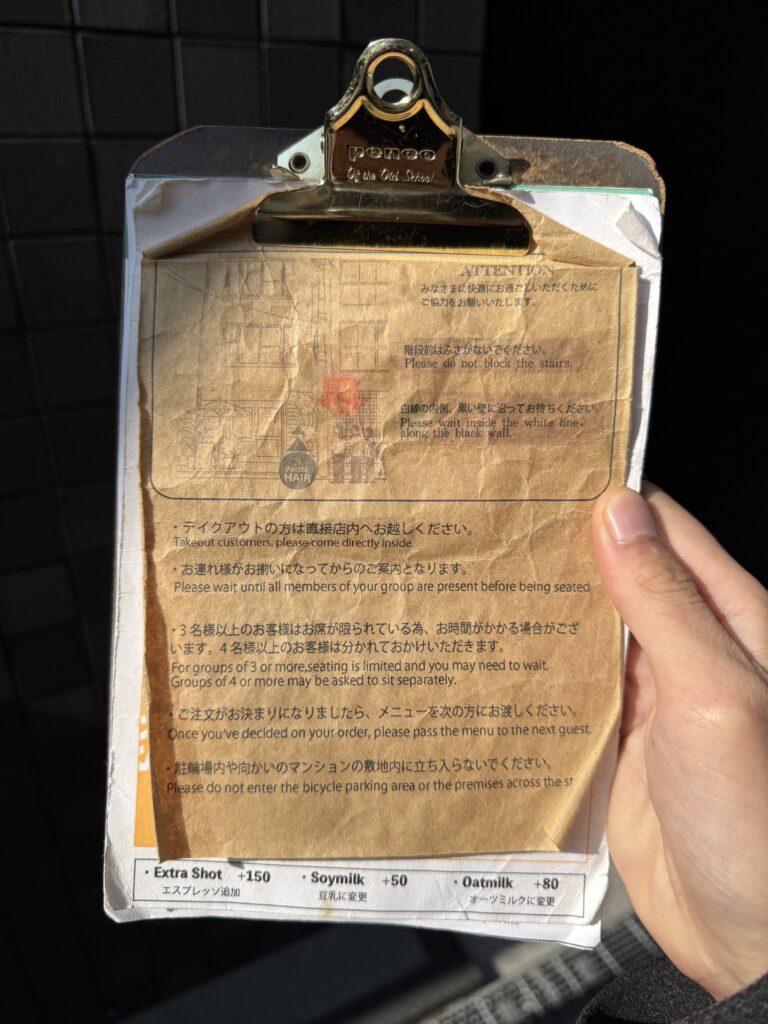 penco
Of the Old School
ATTENTION
みなさまに快適にお過ごしいただくために
ご協力をお願いいたします。
階段前はふさがないでください。
Please do not block the stairs.
白線の内側、黒い壁に沿ってお待ちください。
Please wait inside the white line,
along the black wall.
PAUSE
HAIR
・テイクアウトの方は直接店内へお越しください。
Takeout customers, please come directly inside.
・お連れ様がお揃いになってからのご案内となります。
Please wait until all members of your group are present before being seated
・3名様以上のお客様はお席が限られている為、お時間がかかる場合がござ
います。4名様以上のお客様は分かれておかけいただきます。
For groups of 3 or more,seating is limited and you may need to wait.
Groups of 4 or more may be asked to sit separately.
・ご注文がお決まりになりましたら、メニューを次の方にお渡しください。
Once you've decided on your order, please pass the menu to the next guest.
・駐輪場内や向かいのマンションの敷地内に立ち入らないでください。
Please do not enter the bicycle parking area or the premises across the st
・Extra Shot +150 ・Soymilk +50 ・Oatmilk +80
エスプレッソ追加 豆乳に変更 オーツミルクに変更